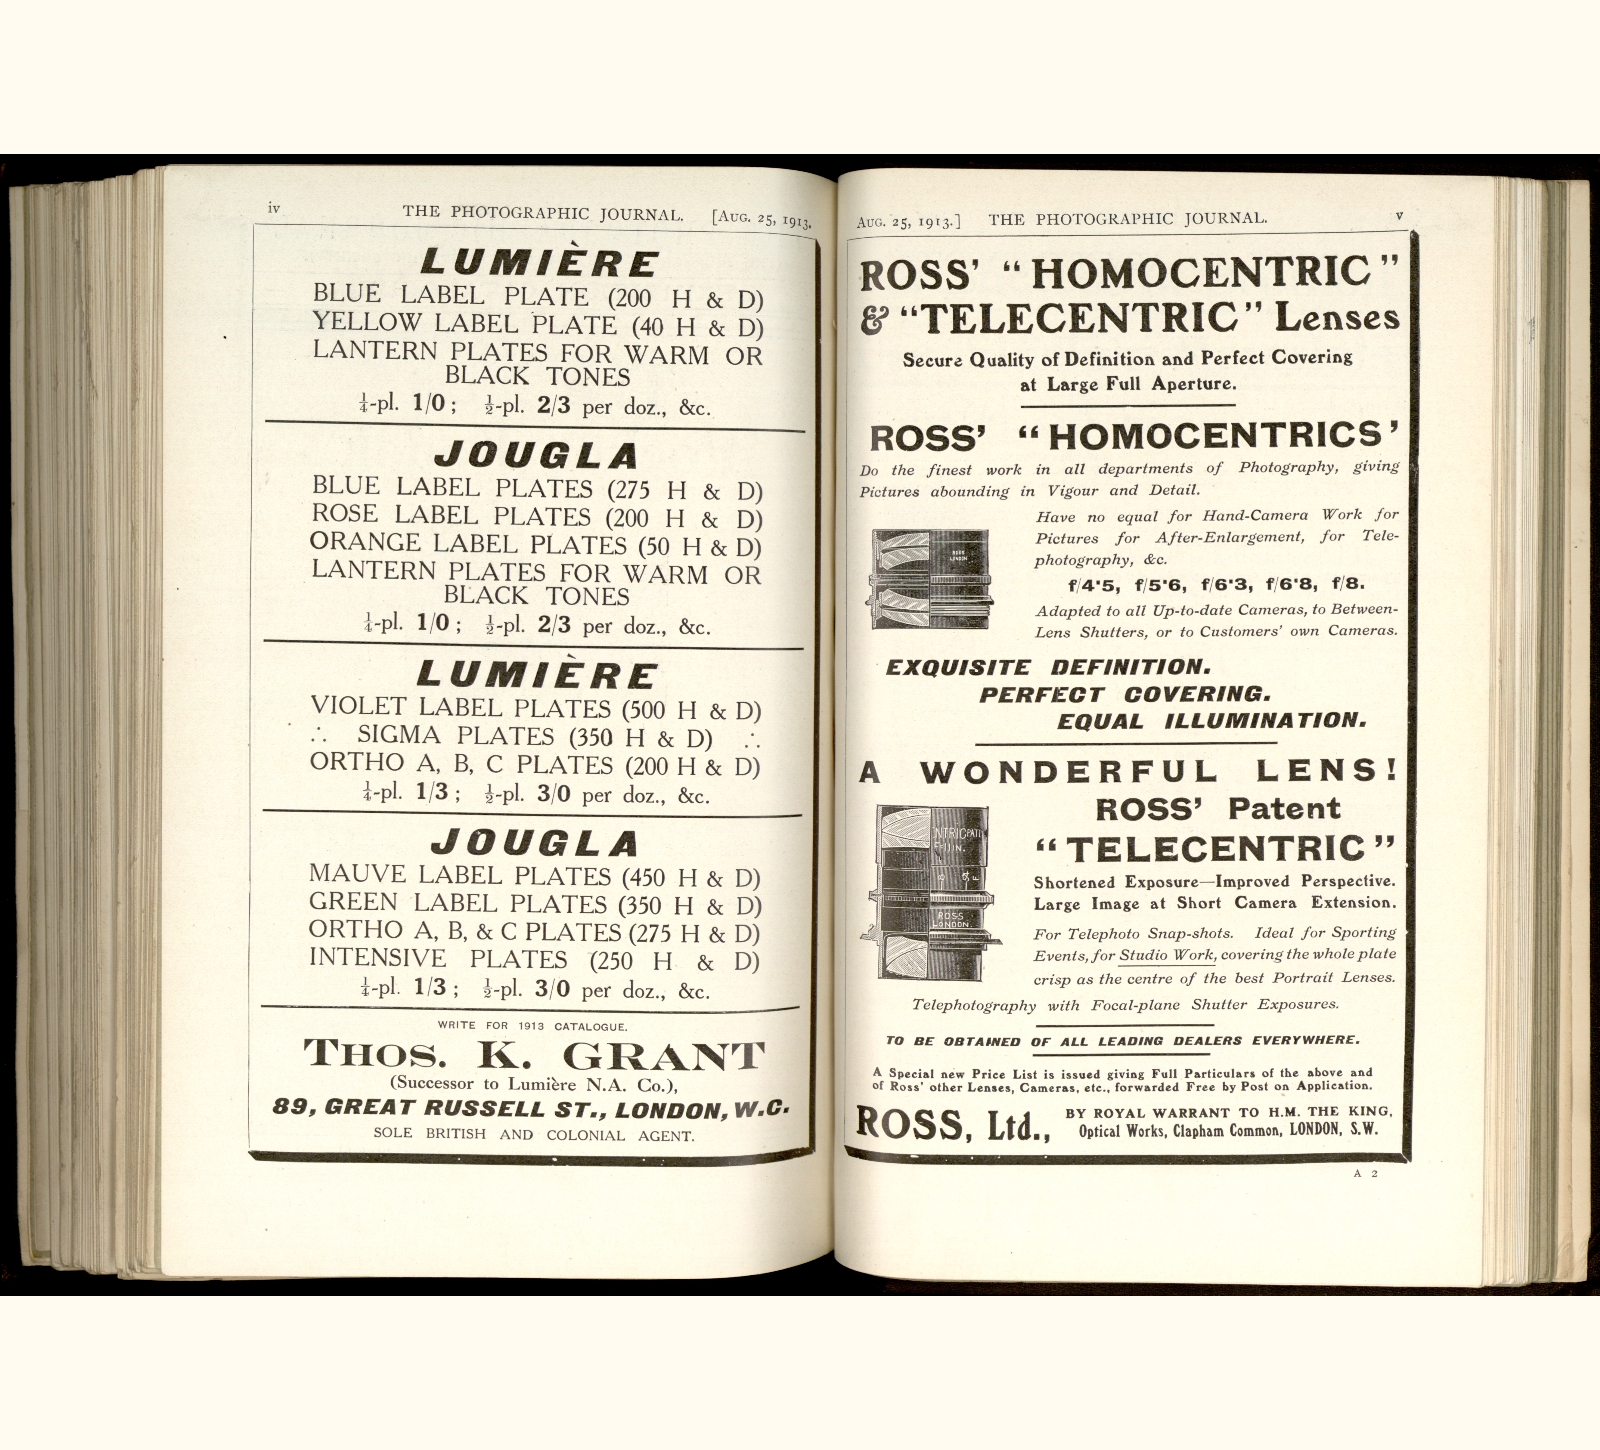 iv THE PHOTOGRAPHIC JOURNAL. [AUG. 25, 1913.
LUMIÈRE
BLUE LABEL PLATE (200 H & D)
YELLOW LABEL PLATE (40 H & D)
LANTERN PLATES FOR WARM OR
BLACK TONES
¼-pl. 1/0; ½-pl. 2/3 per doz., &c.
JOUGLA
BLUE LABEL PLATES (275 H & D)
ROSE LABEL PLATES (200 H & D)
ORANGE LABEL PLATES (50 H & D)
LANTERN PLATES FOR WARM OR
BLACK TONES
¼-pl. 1/0; ½-pl. 2/3 per doz., &c.
LUMIÈRE
VIOLET LABEL PLATES (500 H & D)
∴ SIGMA PLATES (350 H & D) ∴
ORTHO A, B, C PLATES (200 H & D)
¼-pl. 1/3; ½-pl. 3/0 per doz., &c.
JOUGLA
MAUVE LABEL PLATES (450 H & D)
GREEN LABEL PLATES (350 H & D)
ORTHO A, B, & C PLATES (275 H & D)
INTENSIVE PLATES (250 H & D)
¼-pl. 1/3; ½-pl. 3/0 per doz., &c.
WRITE FOR 1913 CATALOGUE.
THOS. K. GRANT
(Successor to Lumière N.A. Co.),
89, GREAT RUSSELL ST., LONDON, W.C.
SOLE BRITISH AND COLONIAL AGENT.
AUG. 25, 1913.] THE PHOTOGRAPHIC JOURNAL. v
ROSS' "HOMOCENTRIC"
& "TELECENTRIC" Lenses
Secure Quality of Definition and Perfect Covering
at Large Full Aperture.
ROSS' "HOMOCENTRICS'
Do the finest work in all departments of Photography, giving
Pictures abounding in Vigour and Detail.
Have no equal for Hand-Camera Work for
Pictures for After-Enlargement, for Tele-
photography, &c.
ROSS
LONDON
f/4·5, f/5·6, f/6·3, f/6·8, f/8.
Adapted to all Up-to-date Cameras, to Between-
Lens Shutters, or to Customers' own Cameras.
EXQUISITE DEFINITION.
PERFECT COVERING.
EQUAL ILLUMINATION.
A WONDERFUL LENS!
ROSS' Patent
"TELECENTRIC"
NTRIC PAT
Shortened Exposure—Improved Perspective.
Large Image at Short Camera Extension.
ROSS
LONDON.
For Telephoto Snap-shots. Ideal for Sporting
Events, for Studio Work, covering the whole plate
crisp as the centre of the best Portrait Lenses.
Telephotography with Focal-plane Shutter Exposures.
TO BE OBTAINED OF ALL LEADING DEALERS EVERYWHERE.
A Special new Price List is issued giving Full Particulars of the above and
of Ross' other Lenses, Cameras, etc., forwarded Free by Post on Application.
ROSS, Ltd., BY ROYAL WARRANT TO H.M. THE KING,
Optical Works, Clapham Common, LONDON, S.W.
A 2